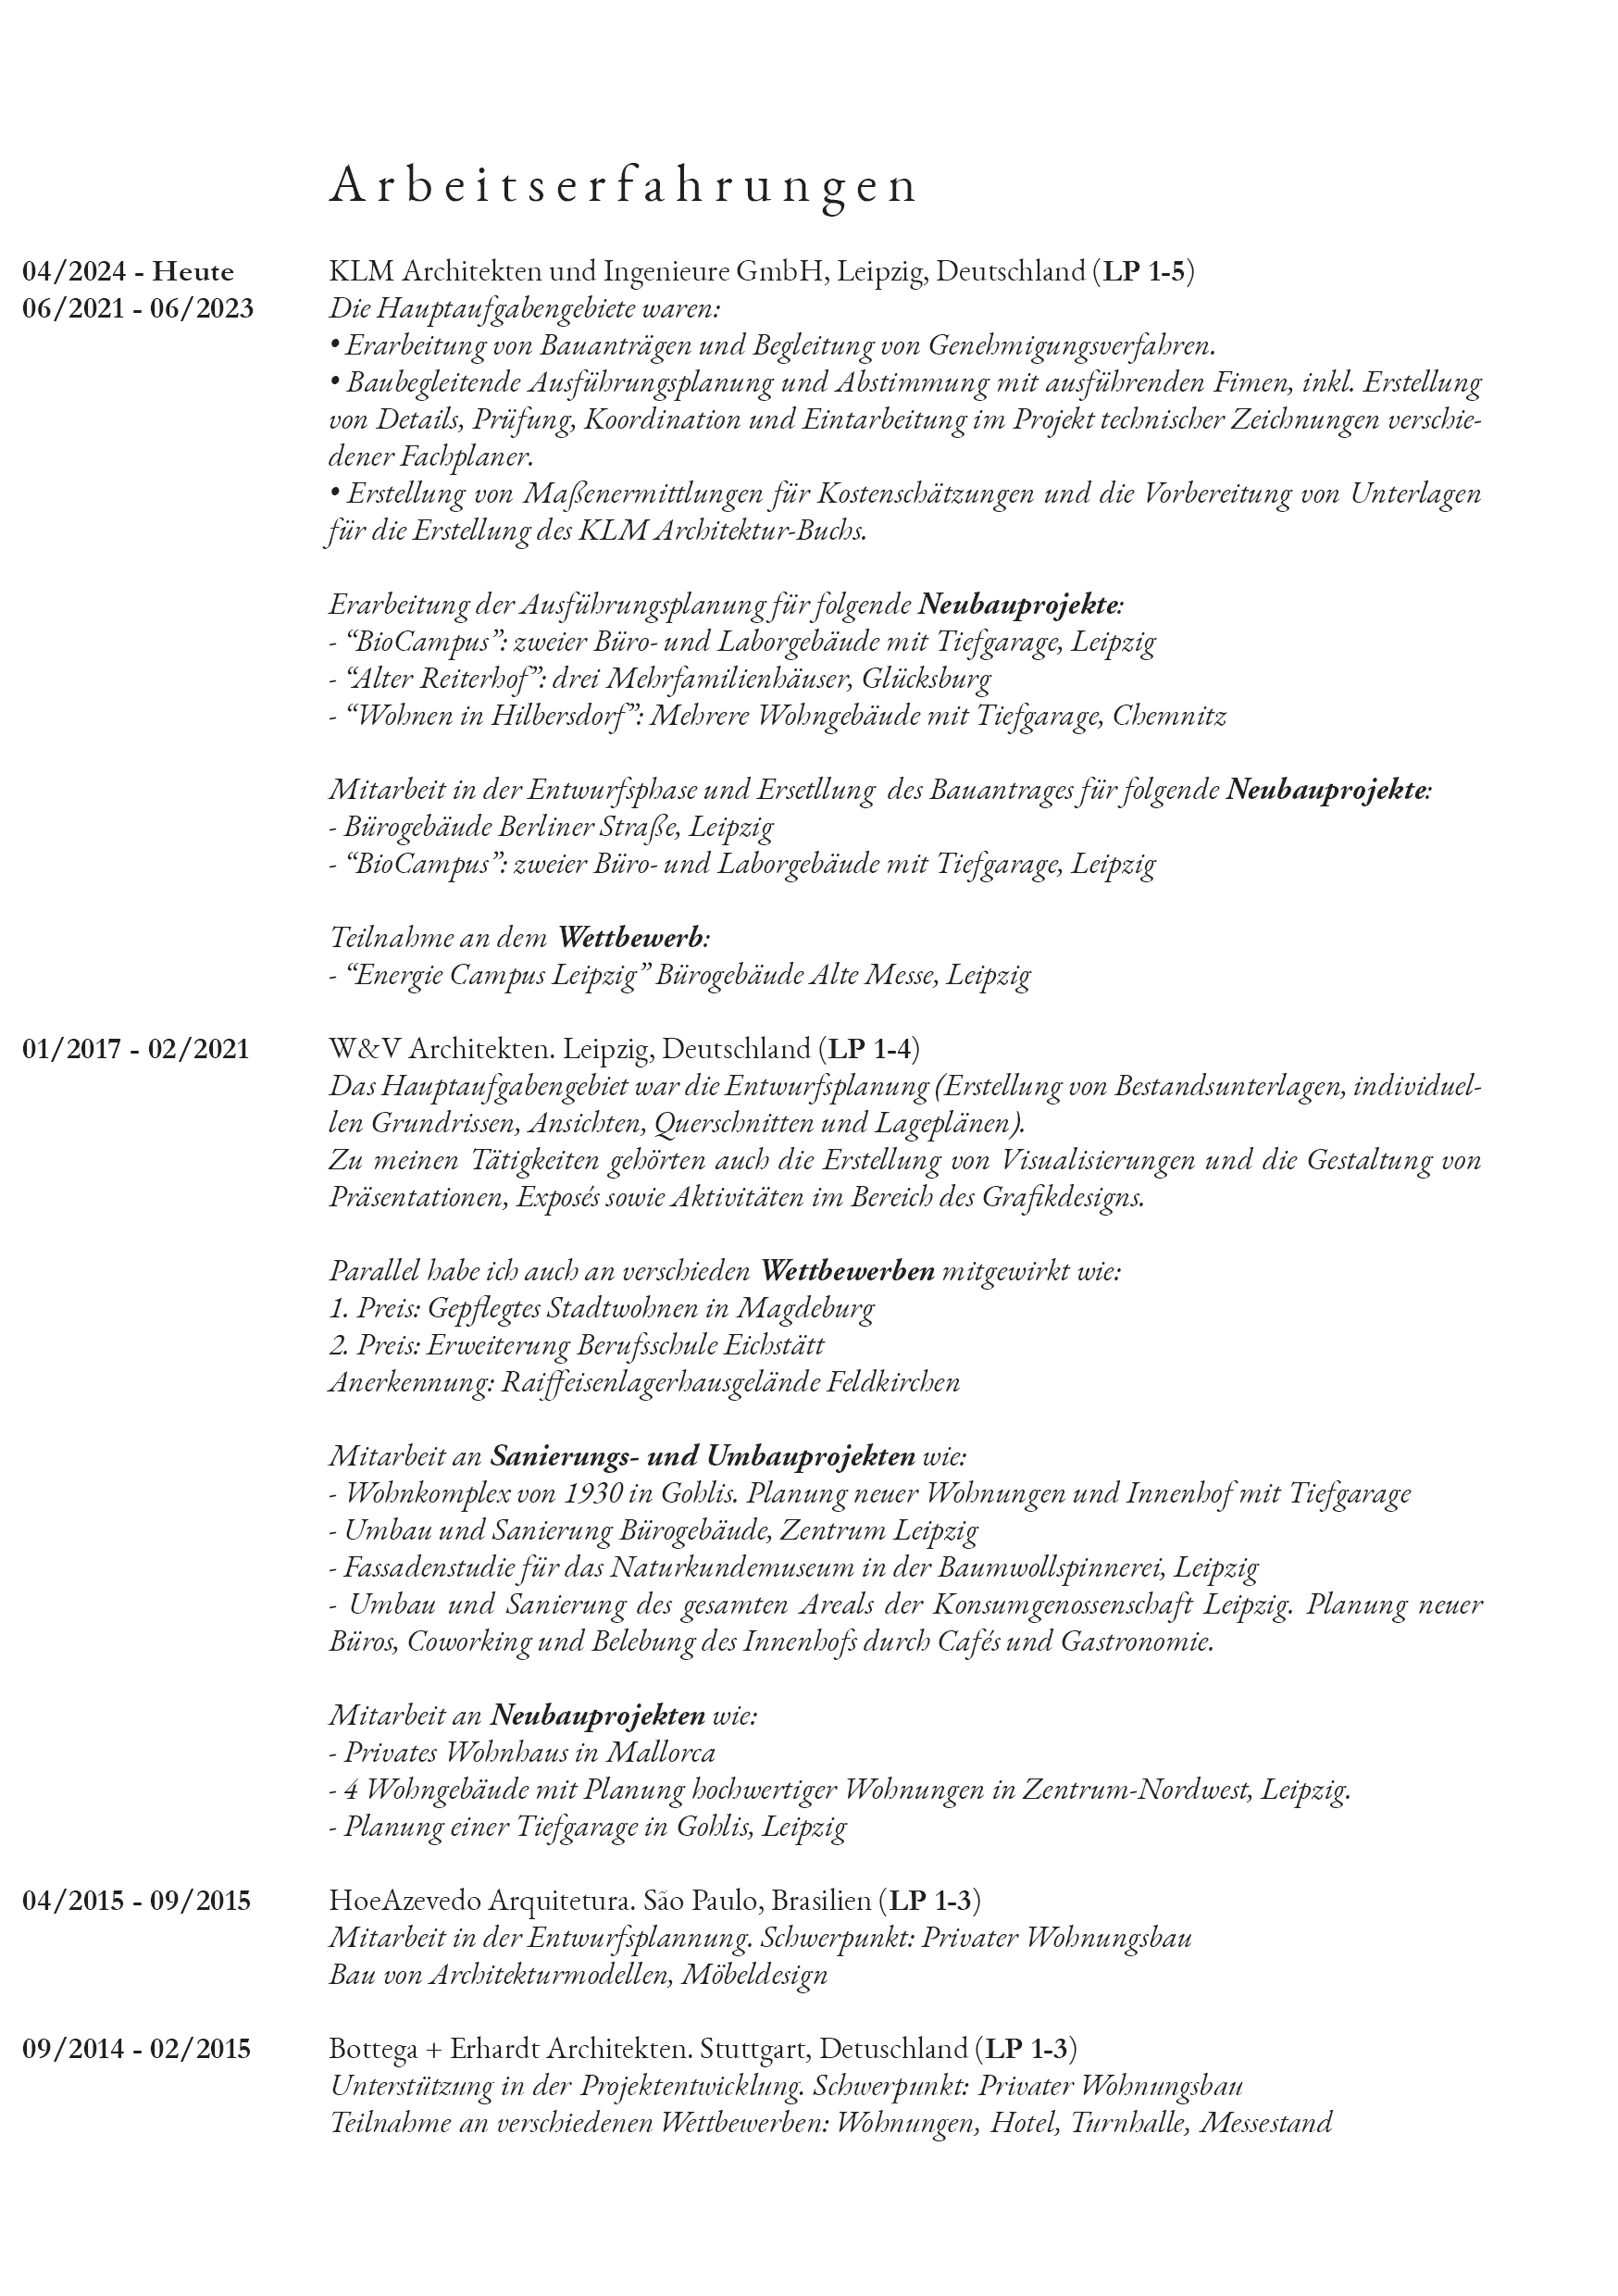 Arbeitserfahrungen
04/2024 - Heute KLM Architekten und Ingenieure GmbH, Leipzig, Deutschland (LP 1-5)
06/2021 - 06/2023 Die Hauptaufgabengebiete waren:
• Erarbeitung von Bauanträgen und Begleitung von Genehmigungsverfahren.
• Baubegleitende Ausführungsplanung und Abstimmung mit ausführenden Fimen, inkl. Erstellung
von Details, Prüfung, Koordination und Eintarbeitung im Projekt technischer Zeichnungen verschie-
dener Fachplaner.
• Erstellung von Maßenermittlungen für Kostenschätzungen und die Vorbereitung von Unterlagen
für die Erstellung des KLM Architektur-Buchs.
Erarbeitung der Ausführungsplanung für folgende Neubauprojekte:
- “BioCampus”: zweier Büro- und Laborgebäude mit Tiefgarage, Leipzig
- “Alter Reiterhof”: drei Mehrfamilienhäuser, Glücksburg
- “Wohnen in Hilbersdorf”: Mehrere Wohngebäude mit Tiefgarage, Chemnitz
Mitarbeit in der Entwurfsphase und Ersetllung des Bauantrages für folgende Neubauprojekte:
- Bürogebäude Berliner Straße, Leipzig
- “BioCampus”: zweier Büro- und Laborgebäude mit Tiefgarage, Leipzig
Teilnahme an dem Wettbewerb:
- “Energie Campus Leipzig” Bürogebäude Alte Messe, Leipzig
01/2017 - 02/2021 W&V Architekten. Leipzig, Deutschland (LP 1-4)
Das Hauptaufgabengebiet war die Entwurfsplanung (Erstellung von Bestandsunterlagen, individuel-
len Grundrissen, Ansichten, Querschnitten und Lageplänen).
Zu meinen Tätigkeiten gehörten auch die Erstellung von Visualisierungen und die Gestaltung von
Präsentationen, Exposés sowie Aktivitäten im Bereich des Grafikdesigns.
Parallel habe ich auch an verschieden Wettbewerben mitgewirkt wie:
1. Preis: Gepflegtes Stadtwohnen in Magdeburg
2. Preis: Erweiterung Berufsschule Eichstätt
Anerkennung: Raiffeisenlagerhausgelände Feldkirchen
Mitarbeit an Sanierungs- und Umbauprojekten wie:
- Wohnkomplex von 1930 in Gohlis. Planung neuer Wohnungen und Innenhof mit Tiefgarage
- Umbau und Sanierung Bürogebäude, Zentrum Leipzig
- Fassadenstudie für das Naturkundemuseum in der Baumwollspinnerei, Leipzig
- Umbau und Sanierung des gesamten Areals der Konsumgenossenschaft Leipzig. Planung neuer
Büros, Coworking und Belebung des Innenhofs durch Cafés und Gastronomie.
Mitarbeit an Neubauprojekten wie:
- Privates Wohnhaus in Mallorca
- 4 Wohngebäude mit Planung hochwertiger Wohnungen in Zentrum-Nordwest, Leipzig.
- Planung einer Tiefgarage in Gohlis, Leipzig
04/2015 - 09/2015 HoeAzevedo Arquitetura. São Paulo, Brasilien (LP 1-3)
Mitarbeit in der Entwurfsplannung. Schwerpunkt: Privater Wohnungsbau
Bau von Architekturmodellen, Möbeldesign
09/2014 - 02/2015 Bottega + Erhardt Architekten. Stuttgart, Detuschland (LP 1-3)
Unterstützung in der Projektentwicklung. Schwerpunkt: Privater Wohnungsbau
Teilnahme an verschiedenen Wettbewerben: Wohnungen, Hotel, Turnhalle, Messestand